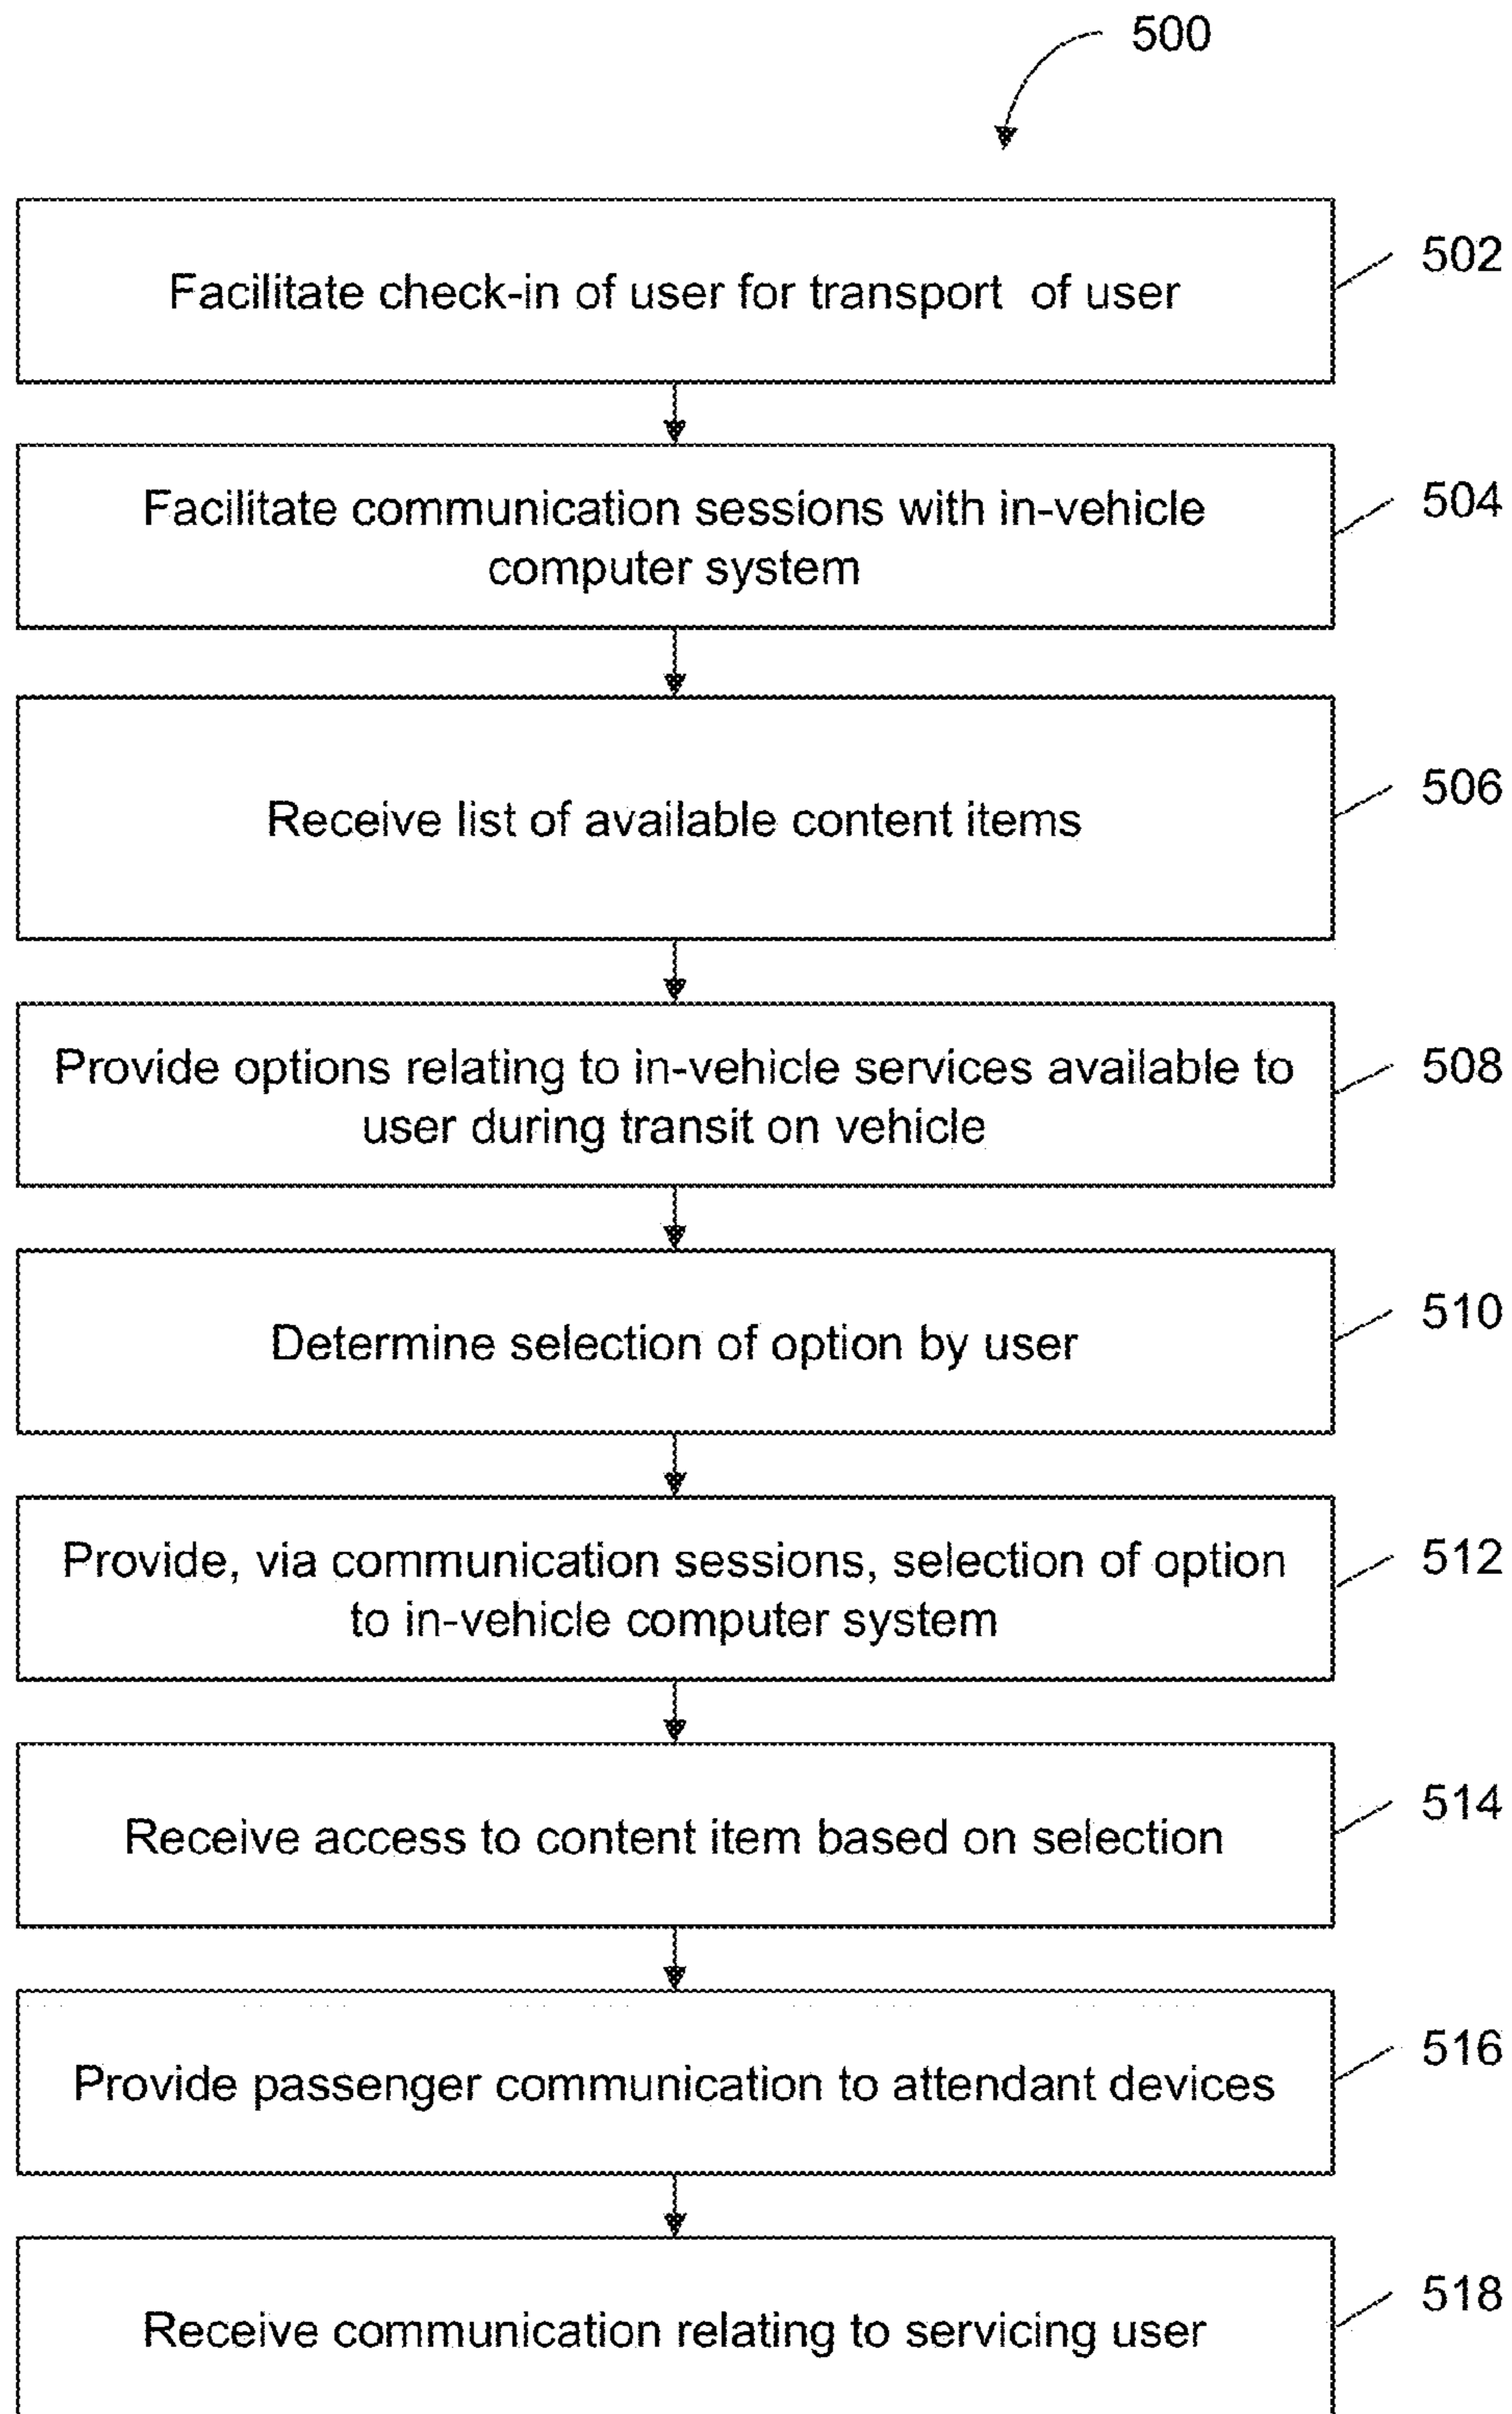 500
Facilitate check-in of user for transport of user
502
Facilitate communication sessions with in-vehicle
computer system
504
Receive list of available content items
506
Provide options relating to in-vehicle services available to
user during transit on vehicle
508
Determine selection of option by user
510
Provide, via communication sessions, selection of option
to in-vehicle computer system
512
Receive access to content item based on selection
514
Provide passenger communication to attendant devices
516
Receive communication relating to servicing user
518